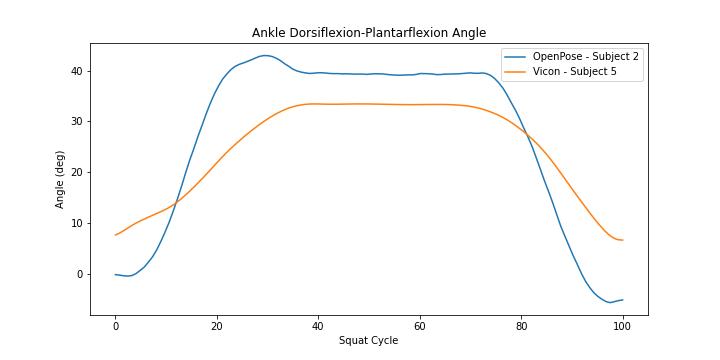 Ankle Dorsiflexion-Plantarflexion Angle
OpenPose - Subject 2
Vicon - Subject 5
Angle (deg)
40
30
20
10
0
0 20 40 60 80 100
Squat Cycle